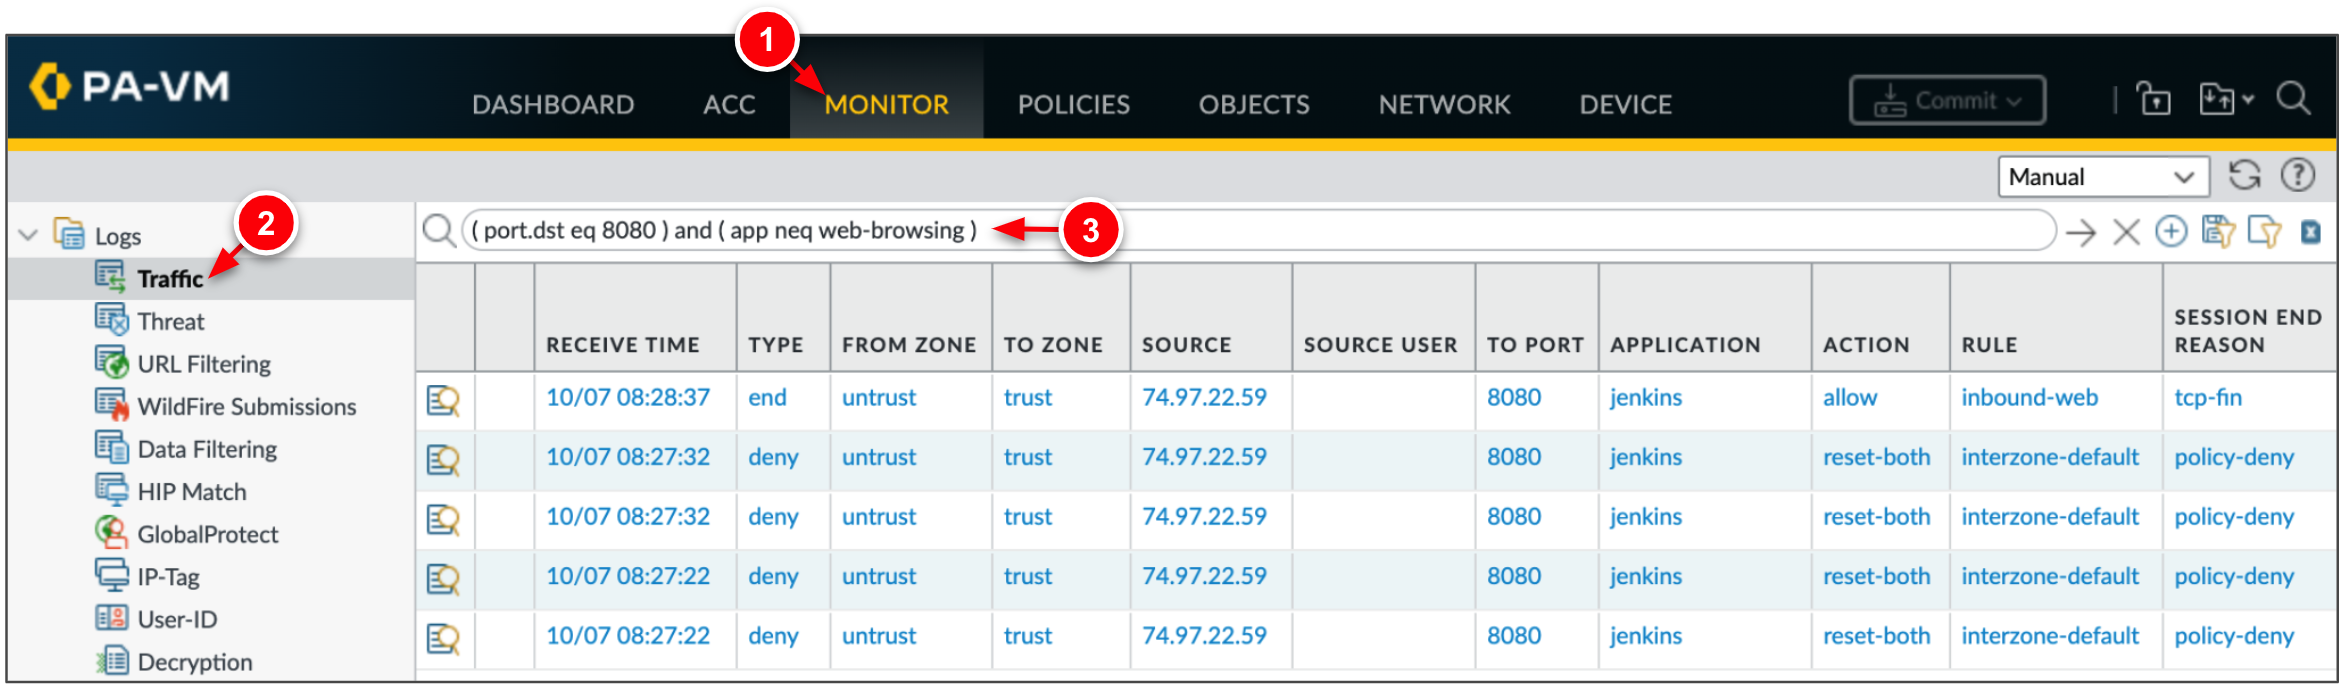 1
PA-VM
DASHBOARD ACC MONITOR POLICIES OBJECTS NETWORK DEVICE Commit
Manual
2
Logs
Traffic
Threat
URL Filtering
WildFire Submissions
Data Filtering
HIP Match
GlobalProtect
IP-Tag
User-ID
Decryption
( port.dst eq 8080 ) and ( app neq web-browsing )
3
RECEIVE TIME TYPE FROM ZONE TO ZONE SOURCE SOURCE USER TO PORT APPLICATION ACTION RULE SESSION END REASON
10/07 08:28:37 end untrust trust 74.97.22.59 8080 jenkins allow inbound-web tcp-fin
10/07 08:27:32 deny untrust trust 74.97.22.59 8080 jenkins reset-both interzone-default policy-deny
10/07 08:27:32 deny untrust trust 74.97.22.59 8080 jenkins reset-both interzone-default policy-deny
10/07 08:27:22 deny untrust trust 74.97.22.59 8080 jenkins reset-both interzone-default policy-deny
10/07 08:27:22 deny untrust trust 74.97.22.59 8080 jenkins reset-both interzone-default policy-deny